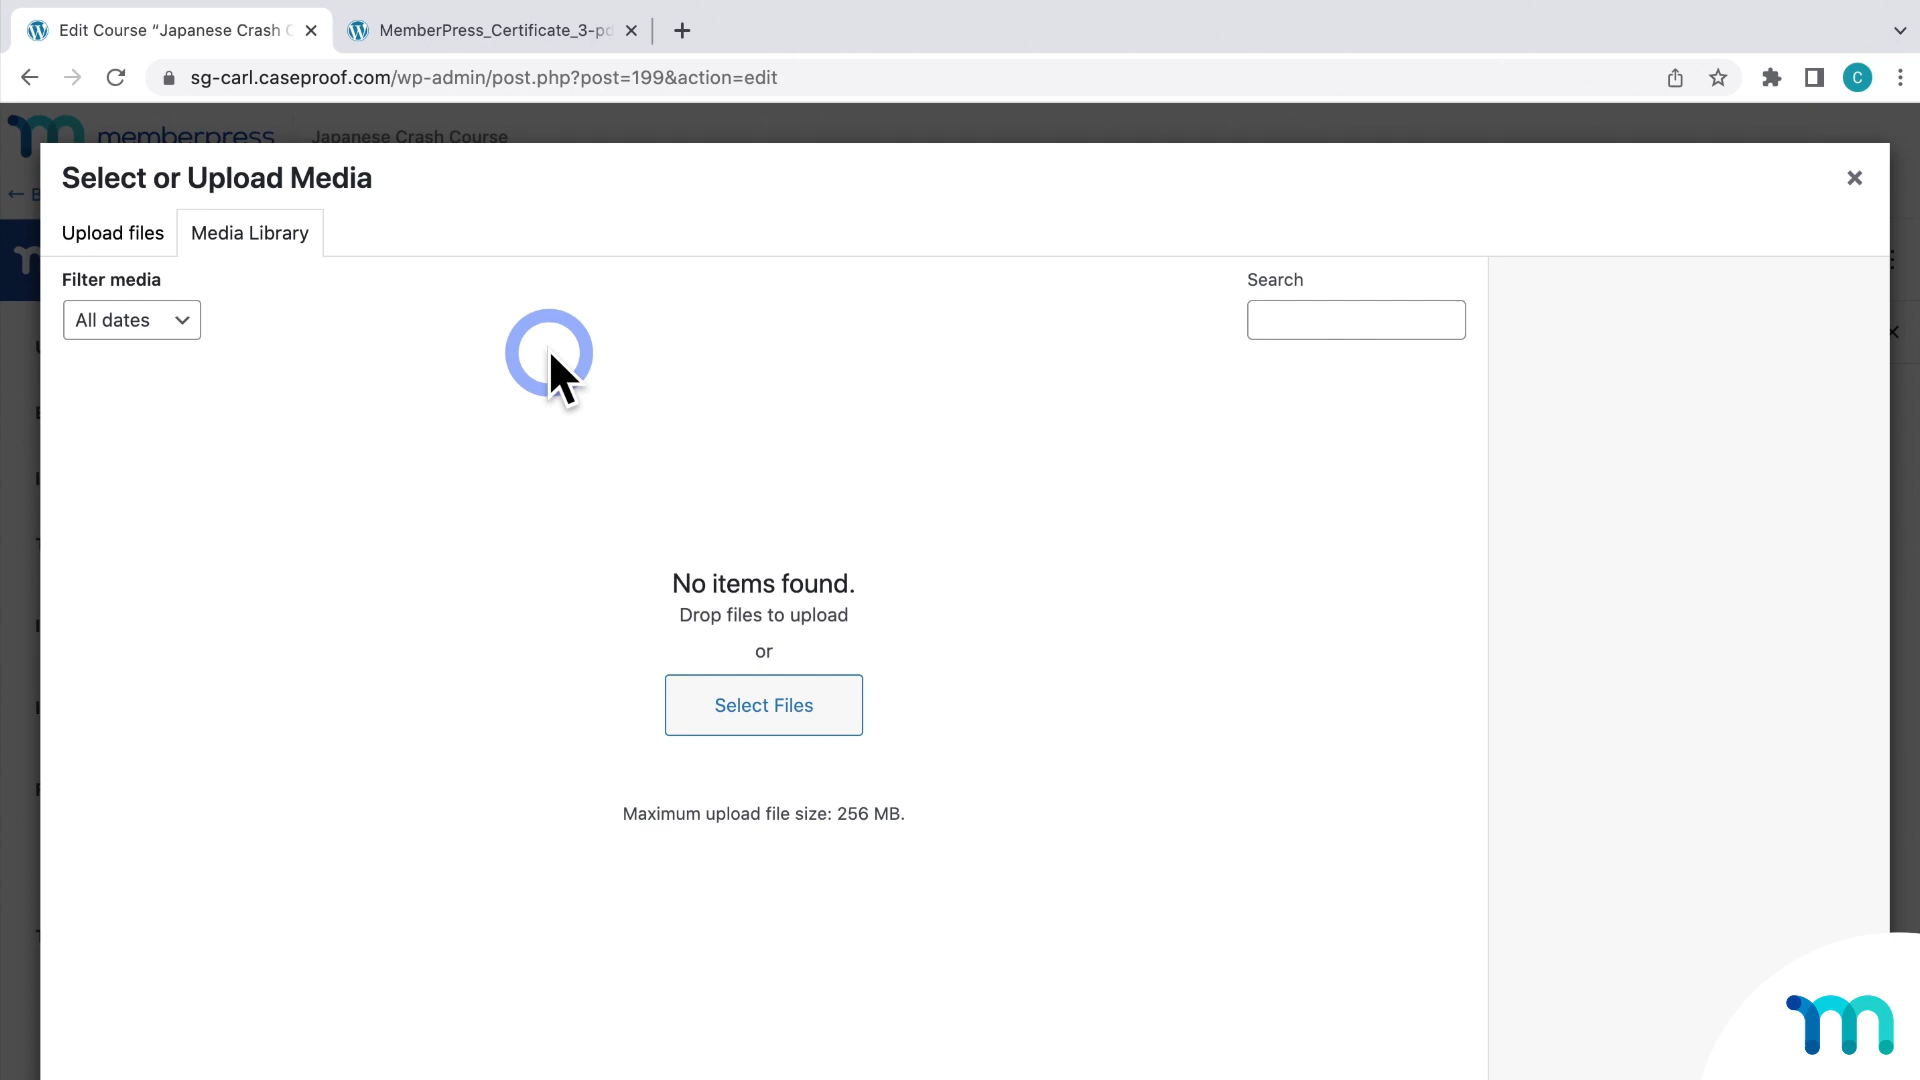 Edit Course “Japanese Crash C
MemberPress_Certificate_3-pd
sg-carl.caseproof.com/wp-admin/post.php?post=199&action=edit
C
memberpress
Japanese Crash Course
Select or Upload Media
Upload files
Media Library
Filter media
Search
All dates
No items found.
Drop files to upload
or
Select Files
Maximum upload file size: 256 MB.